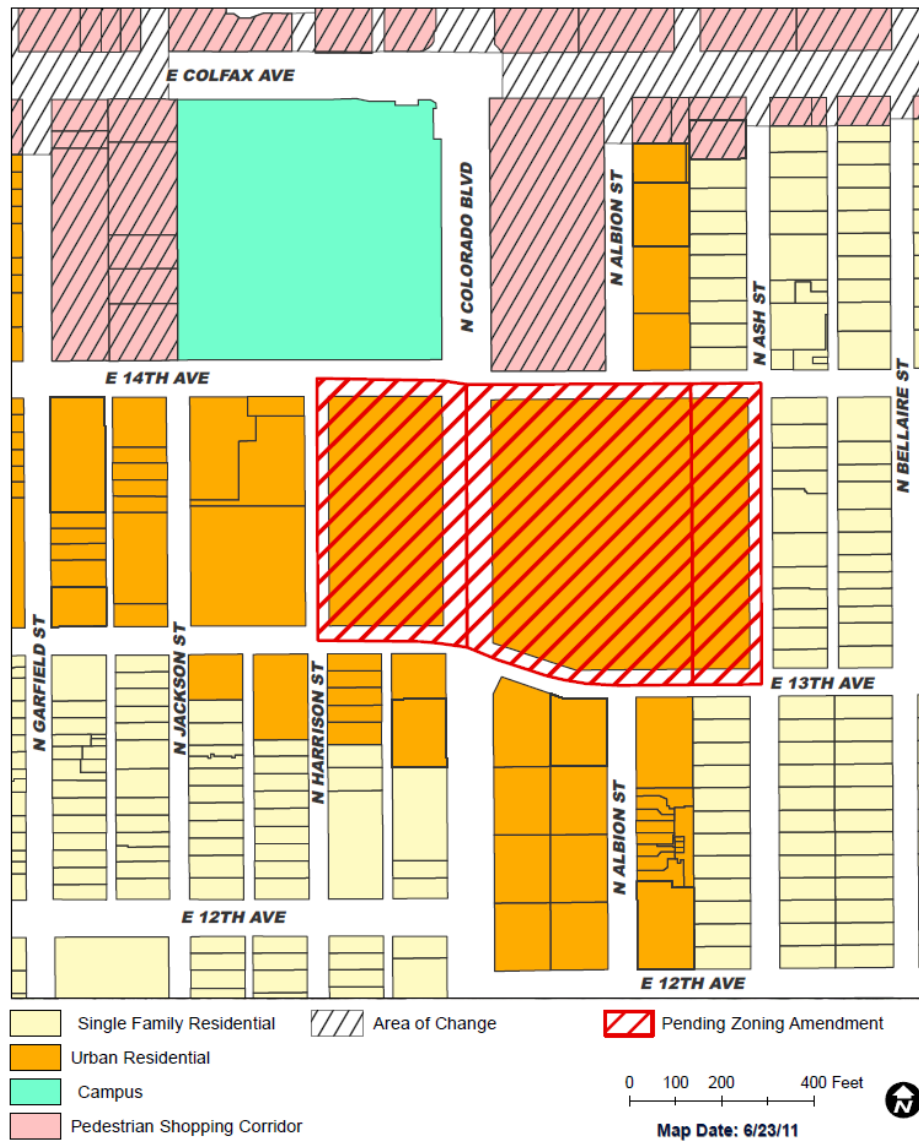 E COLFAX AVE
N COLORADO BLVD
N ALBION ST
N ASH ST
N BELLAIRE ST
E 14TH AVE
N GARFIELD ST
N JACKSON ST
N HARRISON ST
E 13TH AVE
N ALBION ST
E 12TH AVE
E 12TH AVE
Single Family Residential
Area of Change
Pending Zoning Amendment
Urban Residential
Campus
Pedestrian Shopping Corridor
0 100 200 400 Feet
N
Map Date: 6/23/11